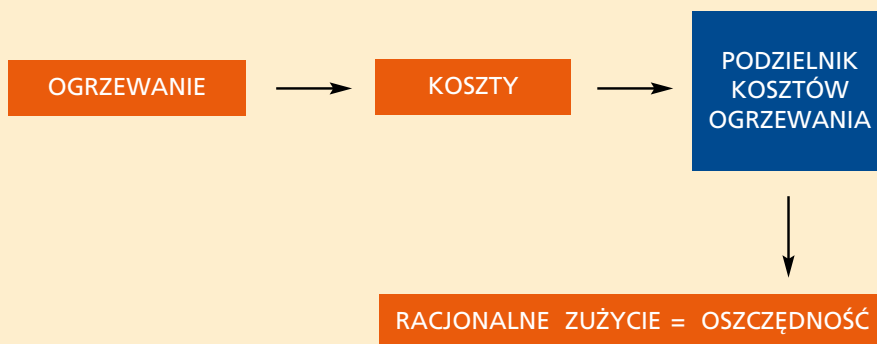 OGRZEWANIE
KOSZTY
PODZIELNIK
KOSZTÓW
OGRZEWANIA
RACJONALNE ZUŻYCIE = OSZCZĘDNOŚĆ